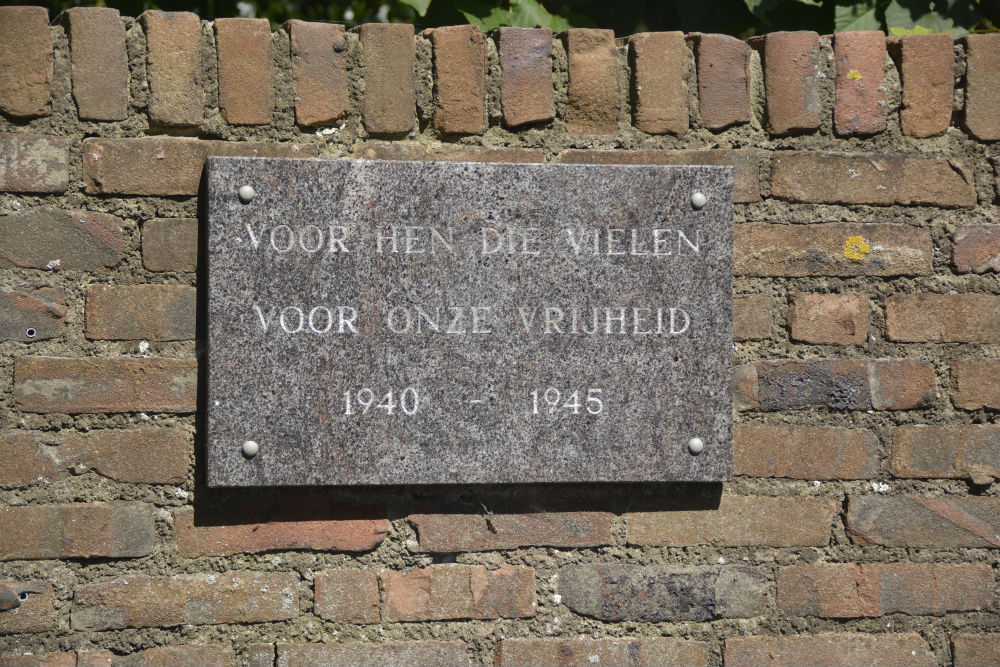 VOOR HEN DIE VIELEN
VOOR ONZE VRIJHEID
1940 - 1945